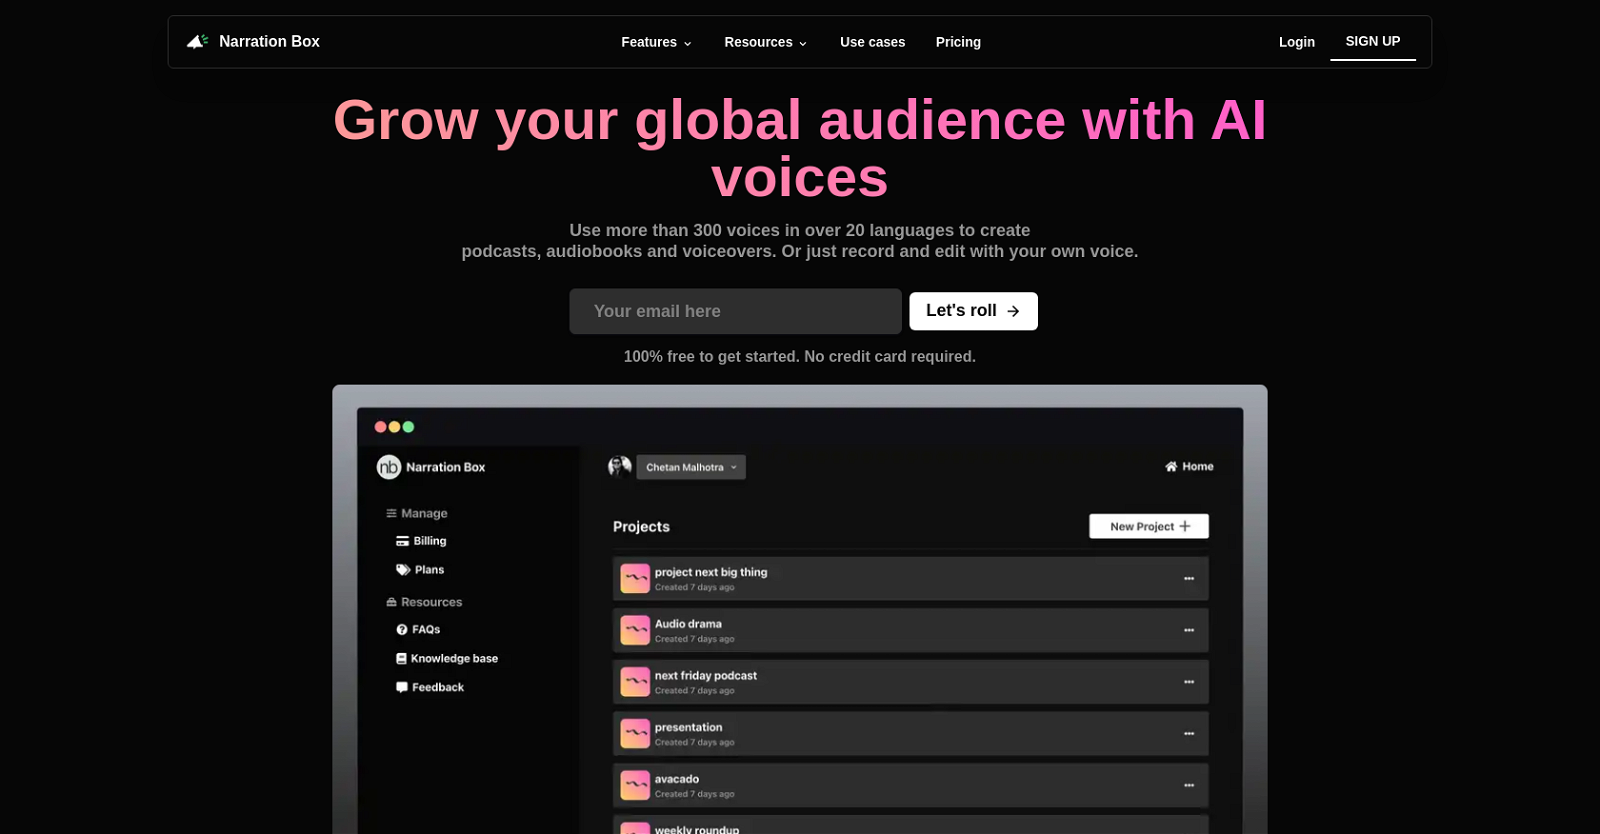 Narration Box
Features
Resources
Use cases
Pricing
Login
SIGN UP
Grow your global audience with AI
voices
Use more than 300 voices in over 20 languages to create
podcasts, audiobooks and voiceovers. Or just record and edit with your own voice.
Your email here
Let's roll
100% free to get started. No credit card required.
nb
Narration Box
Chetan Malhotra
Home
Manage
Billing
Plans
Resources
FAQs
Knowledge base
Feedback
Projects
New Project
project next big thing
Created 7 days ago
Audio drama
Created 7 days ago
next friday podcast
Created 7 days ago
presentation
Created 7 days ago
avacado
Created 7 days ago
weekly roundup